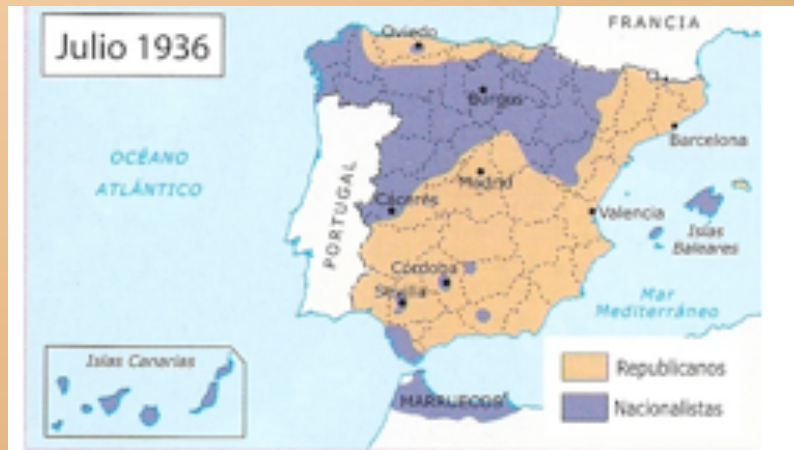 Julio 1936
FRANCIA
Oviedo
Burgos
Barcelona
OCÉANO
ATLÁNTICO
PORTUGAL
Madrid
Cáceres
Valencia
Islas
Baleares
Córdoba
Sevilla
Mar
Mediterráneo
Islas Canarias
MARRUECOS
Republicanos
Nacionalistas